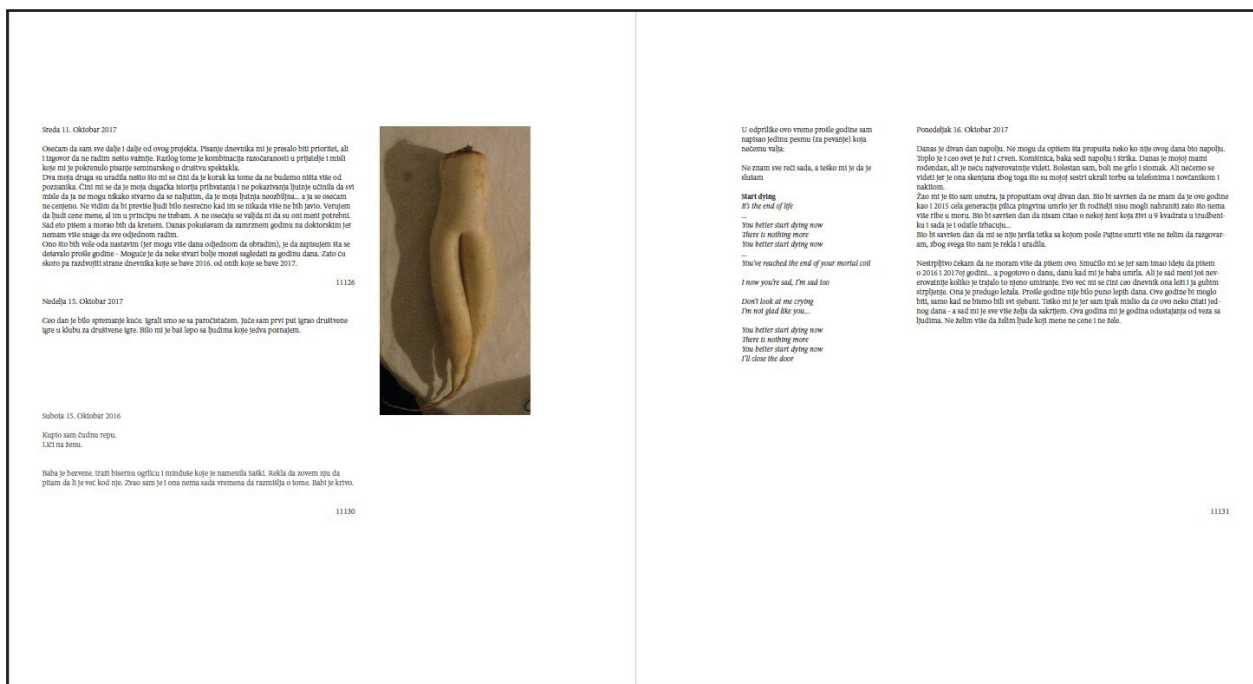 Sreda 11. Oktobar 2017
Osećam da sam sve dalje i dalje od ovog projekta. Pisanje dnevnika mi je presalo biti prioritet, ali
i izgovor da ne radim nešto važnije. Razlog tome je kombinacija razočaranosti u prijatelje i misli
koje mi je pokrenulo pisanje seminarskog o društvu spektakla.
Dva moja druga su uradila nešto što mi se čini da je korak ka tome da ne budemo ništa više od
poznanika. Čini mi se da je moja dugačka istorija prihvatanja i ne pokazivanja ljutnje učinila da svi
misle da ja ne mogu nikako stvarno da se naljutim, da je moja ljutnja neozbiljna... a ja se osećam
ne cenjeno. Ne vidim da bi previše ljudi bilo nesrećno kad im se nikada više ne bih javio. Verujem
da ljudi cene mene, al im u principu ne trebam. A ne osećaju se valjda ni da su oni meni potrebni.
Sad eto pišem a morao bih da krenem. Danas pokušavam da zamrznem godinu na doktorskim jer
nemam više snage da sve odjednom radim.
Ono što bih vole oda nastavim (jer mogu više dana odjednom da obradim), je da zapisujem šta se
dešavalo prošle godine - Moguće je da neke stvari bolje mozeš sagledati za godinu dana. Zato ću
skoro pa razdvojiti strane dnevnika koje se bave 2016. od onih koje se bave 2017.
11126
Nedelja 15. Oktobar 2017
Ceo dan je bilo spremanje kuće. Igrali smo se sa paročistačem. Juče sam prvi put igrao društvene
igre u klubu za društvene igre. Bilo mi je baš lepo sa ljudima koje jedva poznajem.
Subota 15. Oktobar 2016
Kupio sam čudnu repu.
Liči na ženu.
Baba je bezveze. traži bisernu ogrlicu i minđuše koje je namenila Saški. Rekla da zovem nju da
pitam da li je već kod nje. Zvao sam je i ona nema sada vremena da razmišlja o tome. Babi je krivo.
11130
U odprilike ovo vreme prošle godine sam
napisao jedinu pesmu (za pevanje) koja
nečemu valja:
Ne znam sve reči sada, a teško mi je da je
slušam
Start dying
It's the end of life
...
You better start dying now
There is nothing more
You better start dying now
...
You've reached the end of your mortal coil
I now you're sad, I'm sad too
Don't look at me crying
I'm not glad like you...
You better start dying now
There is nothing more
You better start dying now
I'll close the door
Ponedeljak 16. Oktobar 2017
Danas je divan dan napolju. Ne mogu da opišem šta propušta neko ko nije ovog dana bio napolju.
Toplo je i ceo svet je žut i crven. Komšinica, baka sedi napolju i štrika. Danas je mojoj mami
rođendan, ali je neću najverovatnije videti. Bolestan sam, boli me grlo i stomak. Ali nećemo se
videti jer je ona skenjana zbog toga što su mojoj sestri ukrali torbu sa telefonima i novčanikom i
nakitom.
Žao mi je što sam unutra, ja propuštam ovaj divan dan. Bio bi savršen da ne znam da je ove godine
kao i 2015 cela generacija pilića pingvina umrlo jer ih roditelji nisu mogli nahraniti zato što nema
više ribe u moru. Bio bi savršen dan da nisam čitao o nekoj ženi koja živi u 9 kvadrata u trudbeni-
ku i sada je i odatle izbacuju...
Bio bi savršen dan da mi se nije javila tetka sa kojom posle Pajine smrti više ne želim da razgovar-
am, zbog svega što nam je rekla i uradila.
Nestrpljivo čekam da ne moram više da pišem ovo. Smučilo mi se jer sam imao ideju da pišem
o 2016 i 2017oj godini... a pogotovo o danu, danu kad mi je baba umrla. Ali je sad meni još nev-
erovatnije koliko je trajalo to njeno umiranje. Evo već mi se čini ceo dnevnik ona leži i ja gubim
strpljenje. Ona je predugo ležala. Prošle godine nije bilo puno lepih dana. Ove godine bi moglo
biti, samo kad ne bismo bili svi sjebani. Teško mi je jer sam ipak mislio da će ovo neko čitati jed-
nog dana - a sad mi je sve više želja da sakrijem. Ova godina mi je godina odustajanja od veza sa
ljudima. Ne želim više da želim ljude koji mene ne cene i ne žele.
11131